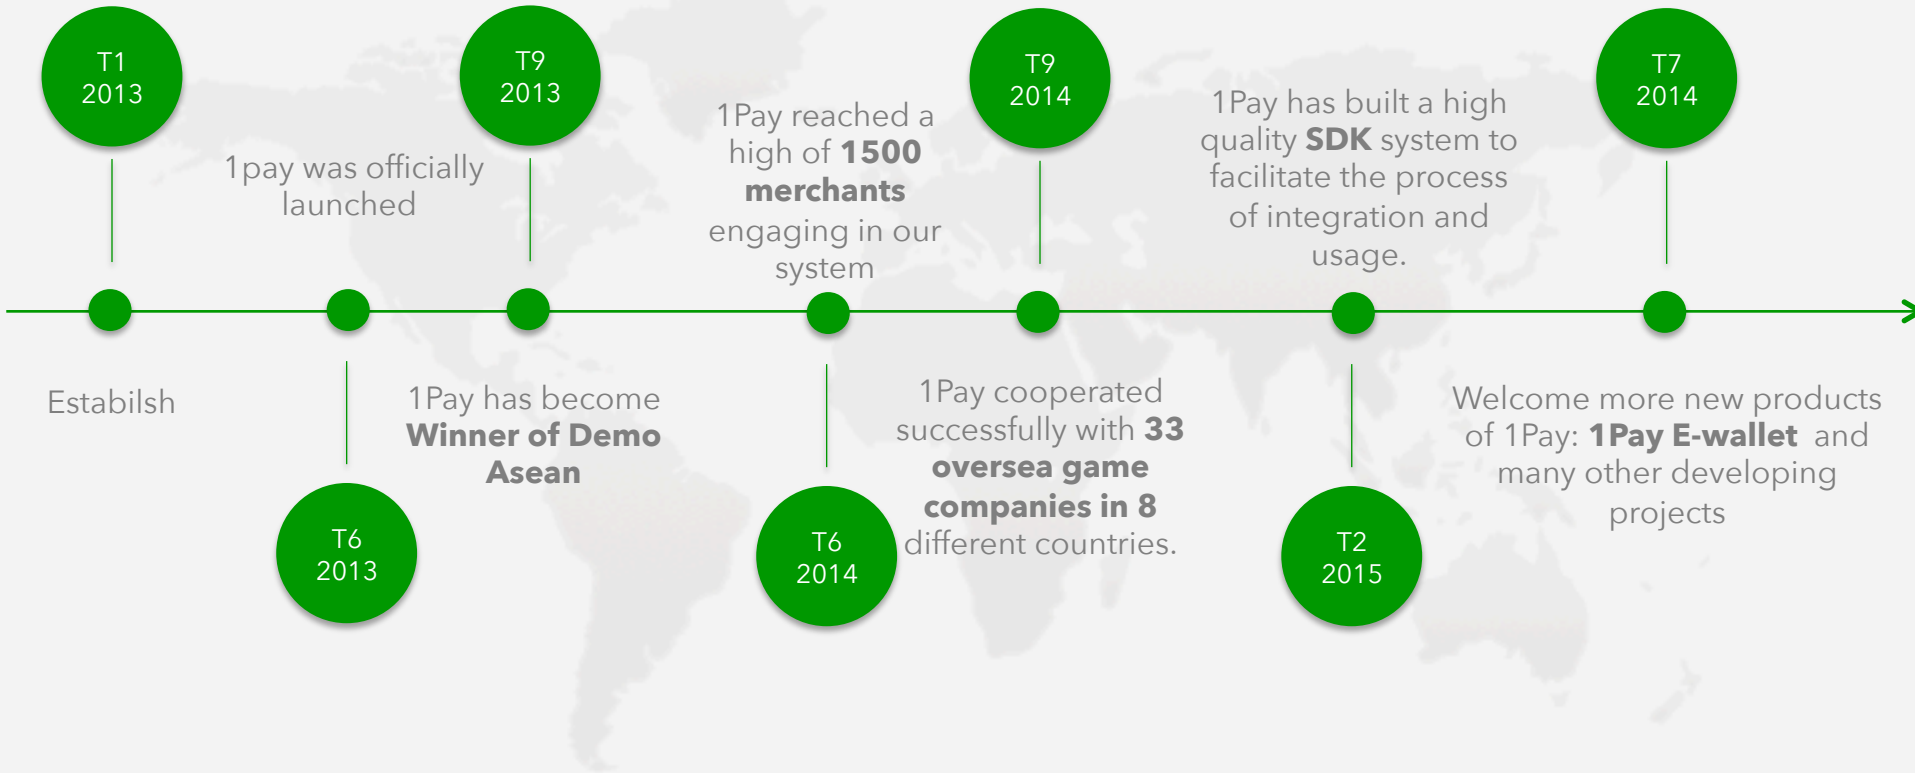 T1
2013
Estabilsh
1pay was officially
launched
T6
2013
T9
2013
1Pay has become
Winner of Demo
Asean
1Pay reached a
high of 1500
merchants
engaging in our
system
T6
2014
T9
2014
1Pay cooperated
successfully with 33
oversea game
companies in 8
different countries.
1Pay has built a high
quality SDK system to
facilitate the process
of integration and
usage.
T2
2015
T7
2014
Welcome more new products
of 1Pay: 1Pay E-wallet and
many other developing
projects